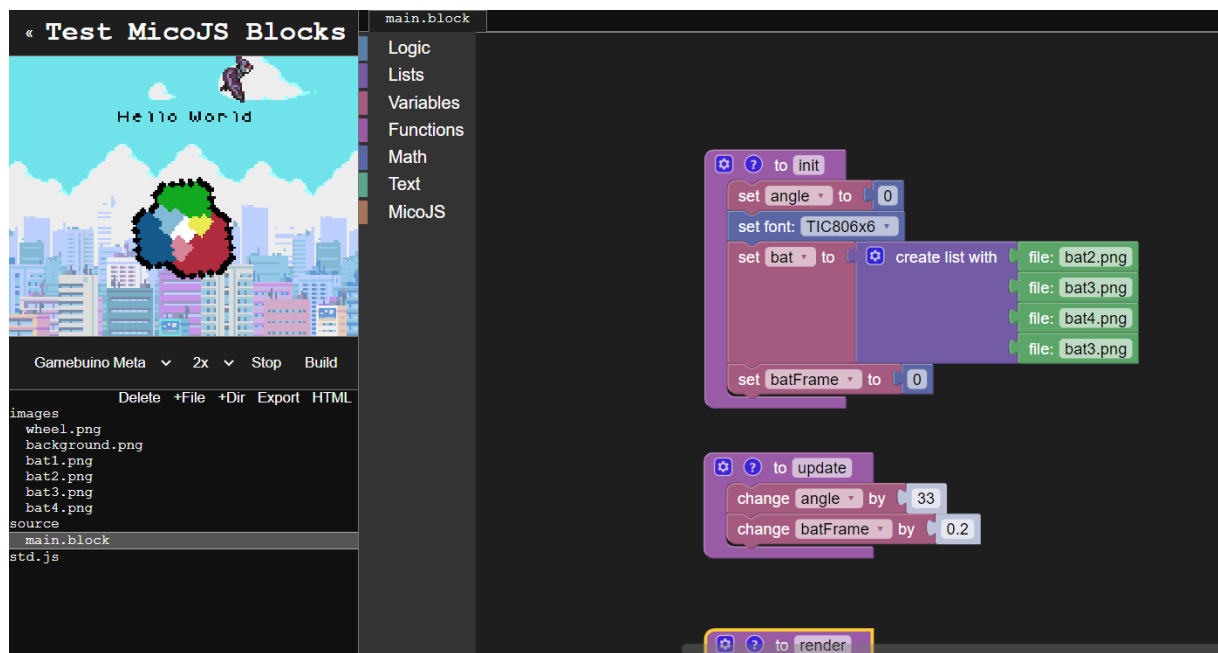 « Test MicoJS Blocks
Hello World
Gamebuino Meta 2x Stop Build
Delete +File +Dir Export HTML
images
wheel.png
background.png
bat1.png
bat2.png
bat3.png
bat4.png
source
main.block
std.js
main.block
Logic
Lists
Variables
Functions
Math
Text
MicoJS
? to init
set angle to 0
set font: TIC806x6
set bat to create list with file: bat2.png
file: bat3.png
file: bat4.png
file: bat3.png
set batFrame to 0
? to update
change angle by 33
change batFrame by 0.2
? to render